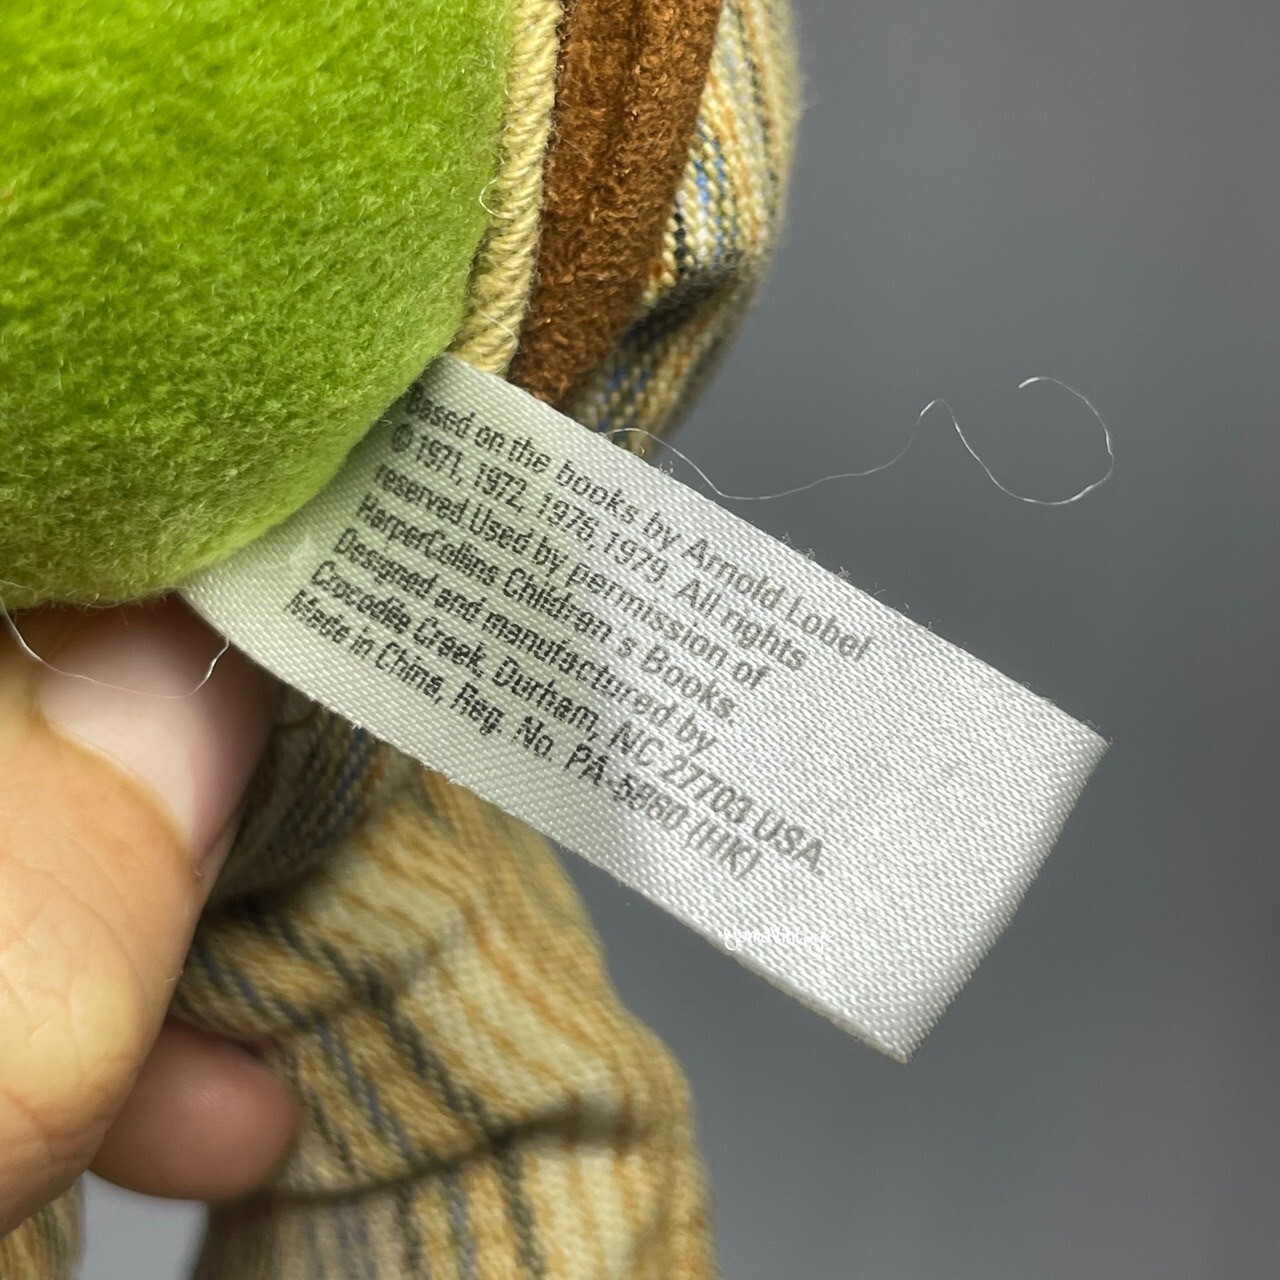 Based on the books by Arnold Lobel
© 1971, 1972, 1976, 1979. All rights
reserved Used by permission of
HarperCollins Children s Books.
Designed and manufactured by
Crocodile Creek, Durham, NC 27703 USA.
Made in China, Reg. No. PA-5880 (HK)